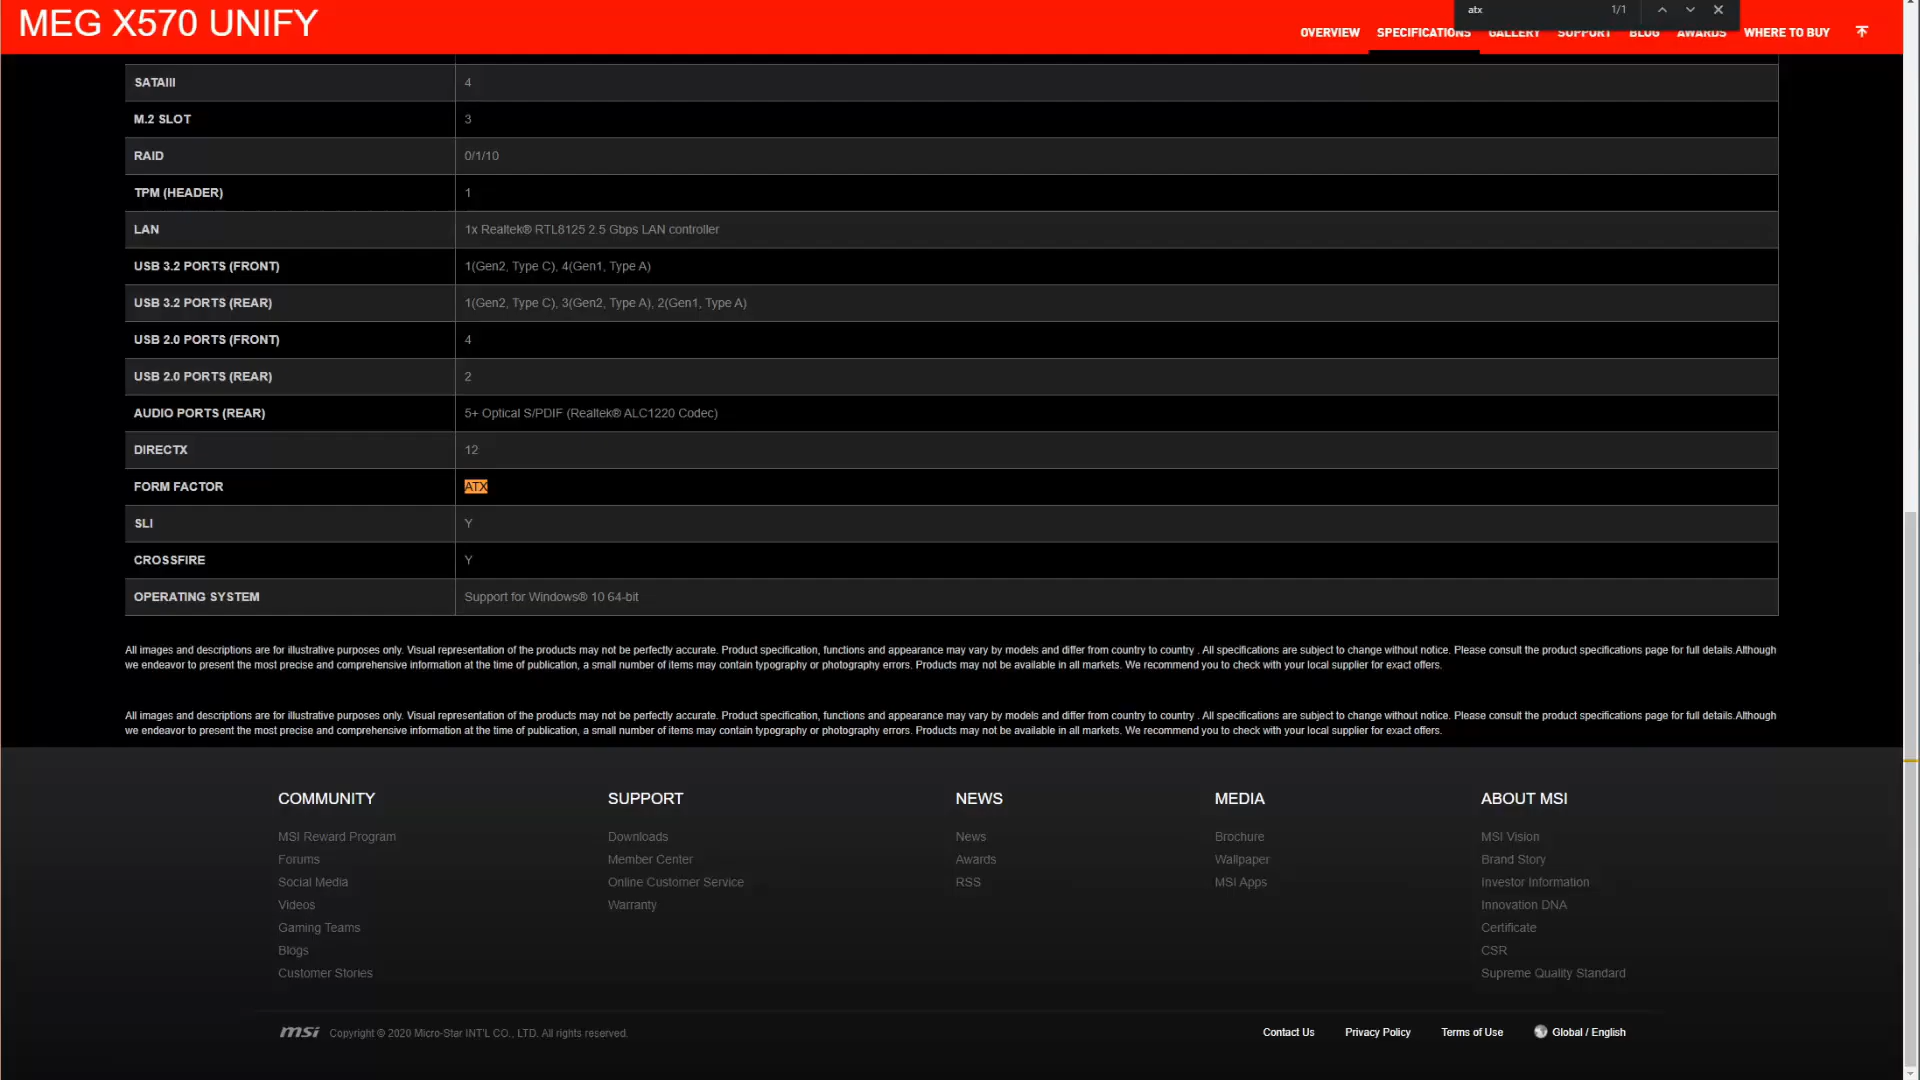 MEG X570 UNIFY
atx 1/1
OVERVIEW SPECIFICATIONS GALLERY SUPPORT BLOG AWARDS WHERE TO BUY
SATAIII 4
M.2 SLOT 3
RAID 0/1/10
TPM (HEADER) 1
LAN 1x Realtek® RTL8125 2.5 Gbps LAN controller
USB 3.2 PORTS (FRONT) 1(Gen2, Type C), 4(Gen1, Type A)
USB 3.2 PORTS (REAR) 1(Gen2, Type C), 3(Gen2, Type A), 2(Gen1, Type A)
USB 2.0 PORTS (FRONT) 4
USB 2.0 PORTS (REAR) 2
AUDIO PORTS (REAR) 5+ Optical S/PDIF (Realtek® ALC1220 Codec)
DIRECTX 12
FORM FACTOR ATX
SLI Y
CROSSFIRE Y
OPERATING SYSTEM Support for Windows® 10 64-bit
All images and descriptions are for illustrative purposes only. Visual representation of the products may not be perfectly accurate. Product specification, functions and appearance may vary by models and differ from country to country . All specifications are subject to change without notice. Please consult the product specifications page for full details.Although
we endeavor to present the most precise and comprehensive information at the time of publication, a small number of items may contain typography or photography errors. Products may not be available in all markets. We recommend you to check with your local supplier for exact offers.
All images and descriptions are for illustrative purposes only. Visual representation of the products may not be perfectly accurate. Product specification, functions and appearance may vary by models and differ from country to country . All specifications are subject to change without notice. Please consult the product specifications page for full details.Although
we endeavor to present the most precise and comprehensive information at the time of publication, a small number of items may contain typography or photography errors. Products may not be available in all markets. We recommend you to check with your local supplier for exact offers.
COMMUNITY
MSI Reward Program
Forums
Social Media
Videos
Gaming Teams
Blogs
Customer Stories
SUPPORT
Downloads
Member Center
Online Customer Service
Warranty
NEWS
News
Awards
RSS
MEDIA
Brochure
Wallpaper
MSI Apps
ABOUT MSI
MSI Vision
Brand Story
Investor Information
Innovation DNA
Certificate
CSR
Supreme Quality Standard
msi Copyright © 2020 Micro-Star INT'L CO., LTD. All rights reserved.
Contact Us Privacy Policy Terms of Use Global / English